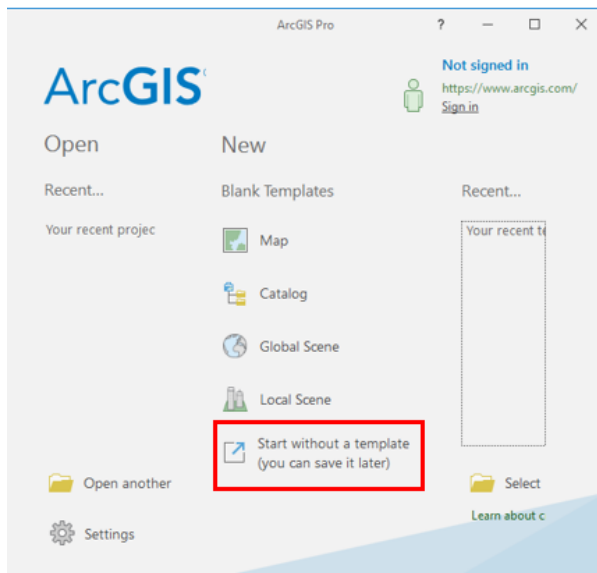 ArcGIS Pro
?
ArcGIS
Not signed in
https://www.arcgis.com/
Sign in
Open
New
Recent...
Blank Templates
Recent...
Your recent projec
Map
Your recent te
Catalog
Global Scene
Local Scene
Start without a template
(you can save it later)
Open another
Select
Learn about c
Settings